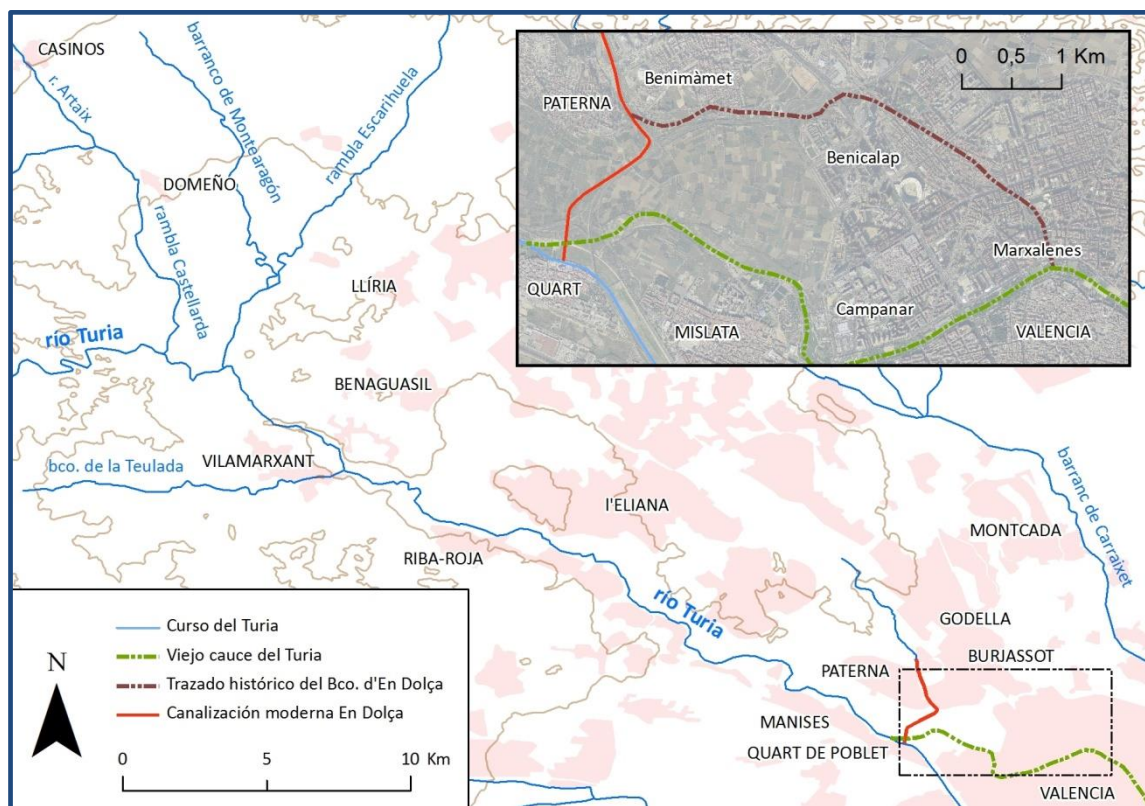 CASINOS
r. Artaix
barranco de Montearagón
rambla Escarihuela
DOMEÑO
rambla Castellarda
LLÍRIA
río Turia
BENAGUASIL
bco. de la Teulada
VILAMARXANT
l'ELIANA
RIBA-ROJA
río Turia
MONTCADA
barranc de Carraixet
GODELLA
BURJASSOT
PATERNA
MANISES
QUART DE POBLET
VALENCIA
0 0,5 1 Km
Benimàmet
PATERNA
Benicalap
Marxalenes
QUART
Campanar
MISLATA
VALENCIA
Curso del Turia
Viejo cauce del Turia
Trazado histórico del Bco. d'En Dolça
Canalización moderna En Dolça
N
0 5 10 Km